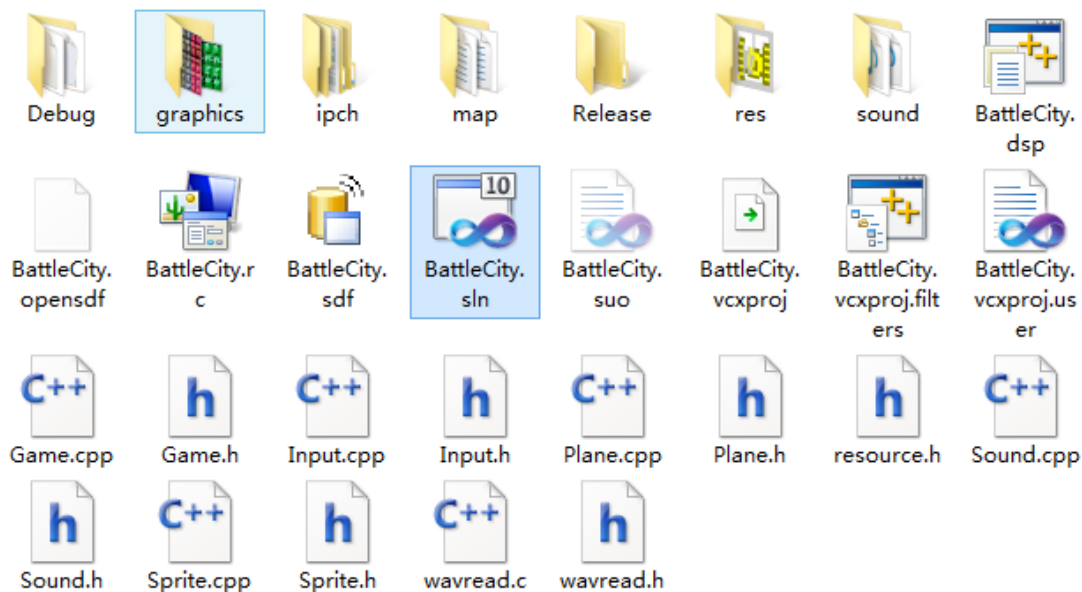 Debug
graphics
ipch
map
Release
res
sound
BattleCity.
dsp
10
BattleCity.
opensdf
BattleCity.r
c
BattleCity.
sdf
BattleCity.
sln
BattleCity.
suo
BattleCity.
vcxproj
BattleCity.
vcxproj.filt
ers
BattleCity.
vcxproj.us
er
C++
h
C++
h
C++
h
h
C++
Game.cpp
Game.h
Input.cpp
Input.h
Plane.cpp
Plane.h
resource.h
Sound.cpp
h
C++
h
C++
h
Sound.h
Sprite.cpp
Sprite.h
wavread.c
wavread.h